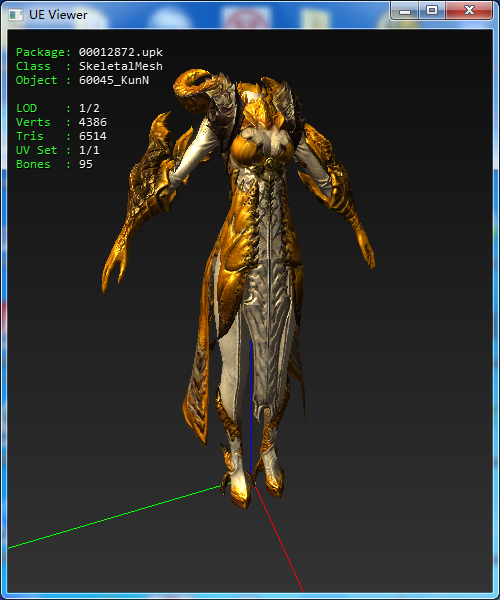 UE Viewer
Package: 00012872.upk
Class : SkeletalMesh
Object : 60045_KunN
LOD : 1/2
Verts : 4386
Tris : 6514
UV Set : 1/1
Bones : 95